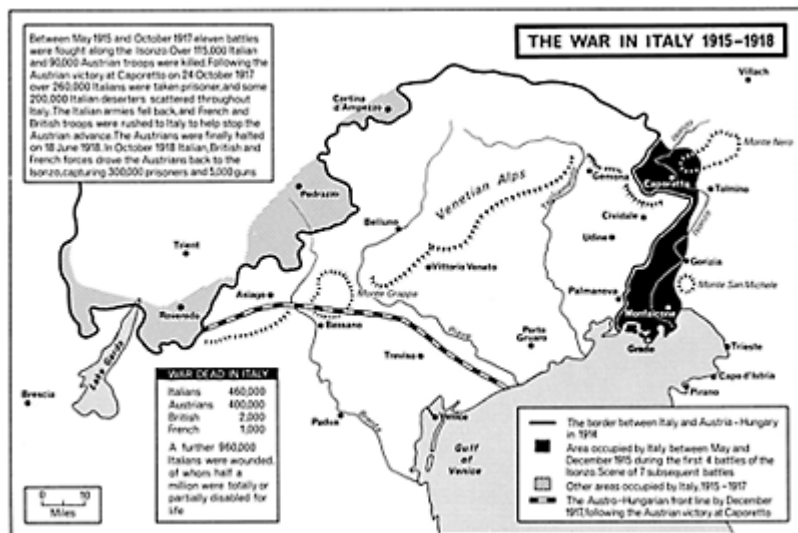 Between May 1915 and October 1917 eleven battles
were fought along the Isonzo. Over 115,000 Italian
and 90,000 Austrian troops were killed. Following the
Austrian victory at Caporetto on 24 October 1917
over 260,000 Italians were taken prisoner, and some
200,000 Italian deserters scattered throughout
Italy. The Italian armies fell back, and French and
British troops were rushed to Italy to help stop the
Austrian advance. The Austrians were finally halted
on 18 June 1918. In October 1918 Italian, British and
French forces drove the Austrians back to the
Isonzo, capturing 300,000 prisoners and 5,000 guns
THE WAR IN ITALY 1915–1918
Villach
Cortina
d'Ampezzo
Monte Nero
Gemona
Caporetto
Tolmino
Pedrazzo
Venetian Alps
Tagliamento
Isonzo
Cividale
Belluno
Udine
Trient
Gorizia
Vittorio Veneto
Monte San Michele
Asiago
Monte Grappa
Palmanova
Roveredo
Monfalcone
Bassano
Piave
Porto
Gruaro
Grado
Trieste
Treviso
Lake Garda
Capo d'Istria
Pirano
Brescia
Padua
Venice
Gulf
of
Venice
WAR DEAD IN ITALY
Italians 460,000
Austrians 400,000
British 2,000
French 1,000
A further 960,000
Italians were wounded,
of whom half a
million were totally or
partially disabled for
life
0 10
Miles
The border between Italy and Austria-Hungary
in 1914
Area occupied by Italy between May and
December 1915 during the first 4 battles of the
Isonzo. Scene of 7 subsequent battles
Other areas occupied by Italy, 1915-1917
The Austro-Hungarian front line by December
1917, following the Austrian victory at Caporetto